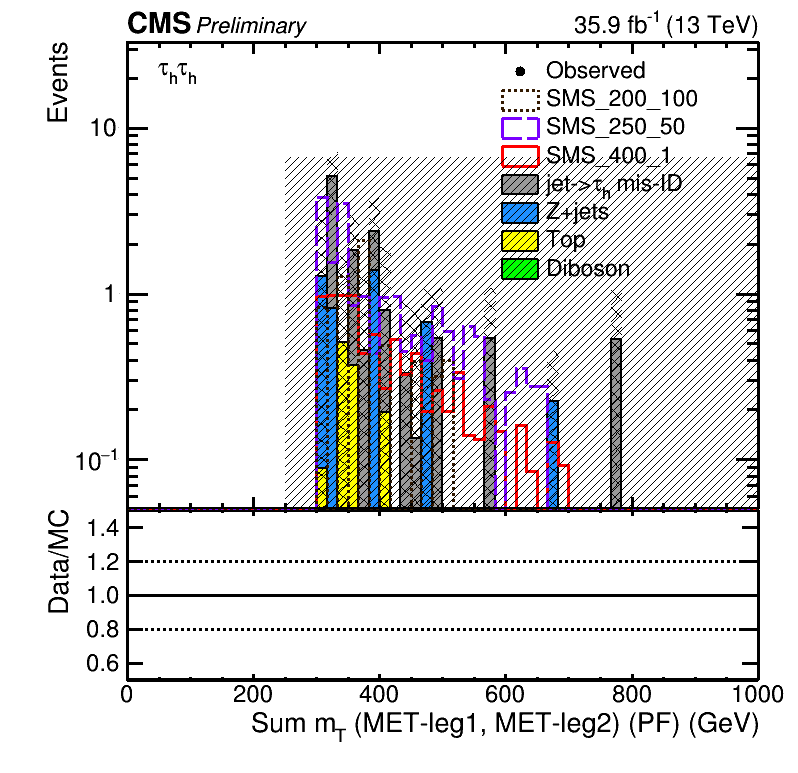 CMS Preliminary 35.9 fb⁻¹ (13 TeV)
Events
τhτh
Observed
SMS_200_100
SMS_250_50
SMS_400_1
jet->τh mis-ID
Z+jets
Top
Diboson
10
1
10⁻¹
Data/MC
1.4
1.2
1.0
0.8
0.6
0 200 400 600 800 1000
Sum mT (MET-leg1, MET-leg2) (PF) (GeV)